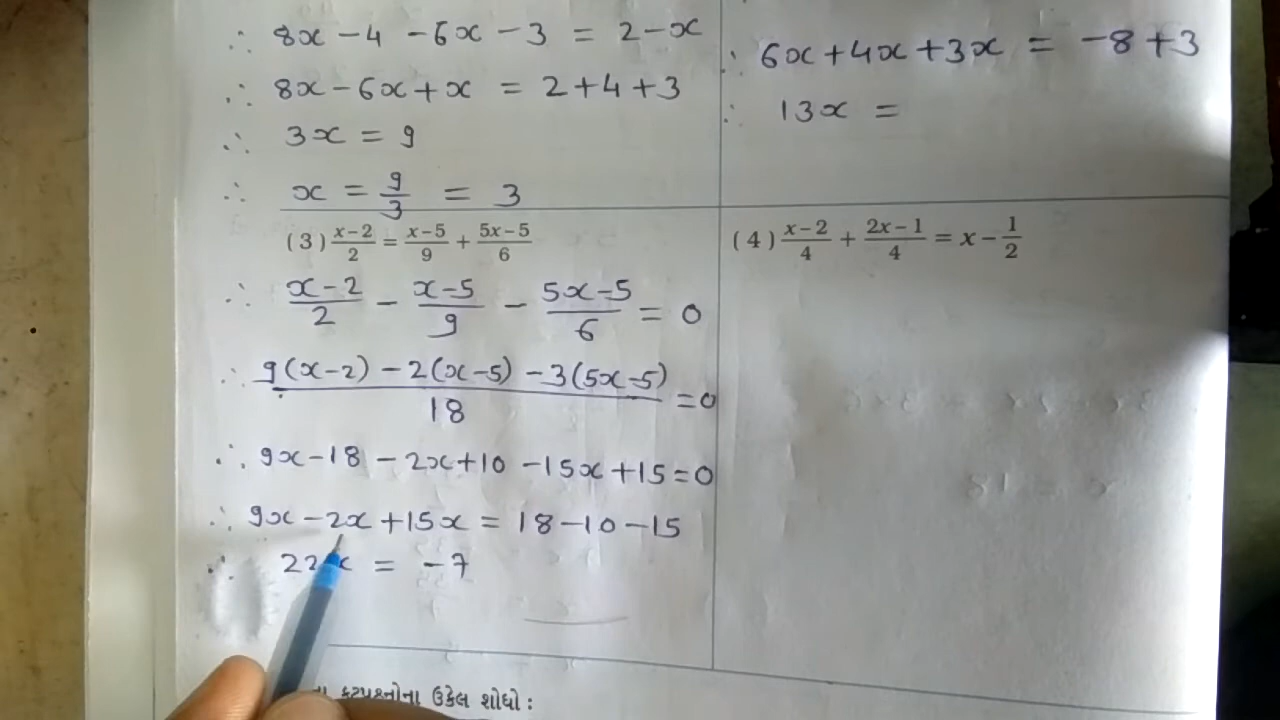 ∴ 8x - 4 - 6x - 3 = 2 - x
∴ 8x - 6x + x = 2 + 4 + 3
∴ 3x = 9
∴ x = 9/3 = 3
∴ 6x + 4x + 3x = -8 + 3
∴ 13x =
(3) x-2/2 = x-5/9 + 5x-5/6
∴ x-2/2 - x-5/9 - 5x-5/6 = 0
∴ 9(x-2) - 2(x-5) - 3(5x-5)/18 = 0
∴ 9x - 18 - 2x + 10 - 15x + 15 = 0
∴ 9x - 2x + 15x = 18 - 10 - 15
∴ 22x = -7
(4) x-2/4 + 2x-1/4 = x - 1/2
કૂટપ્રશ્નોના ઉકેલ શોધો :